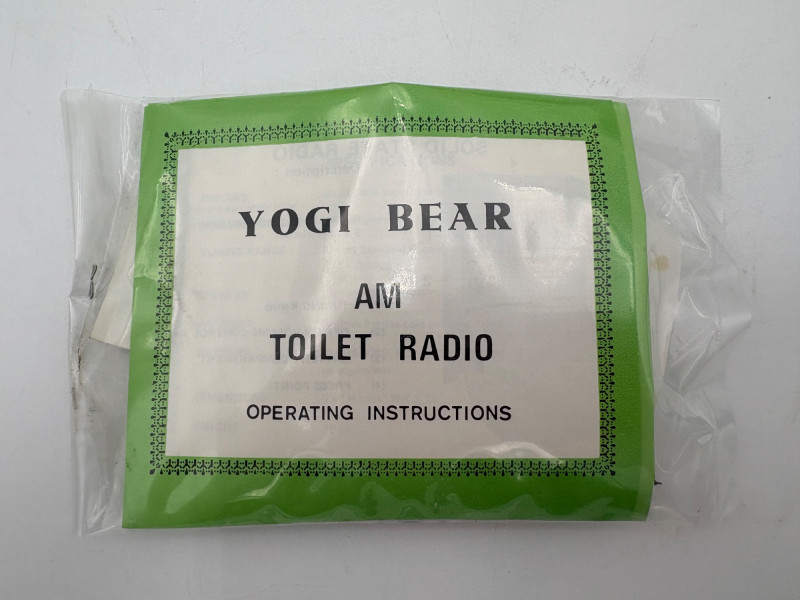 YOGI BEAR
AM
TOILET RADIO
OPERATING INSTRUCTIONS